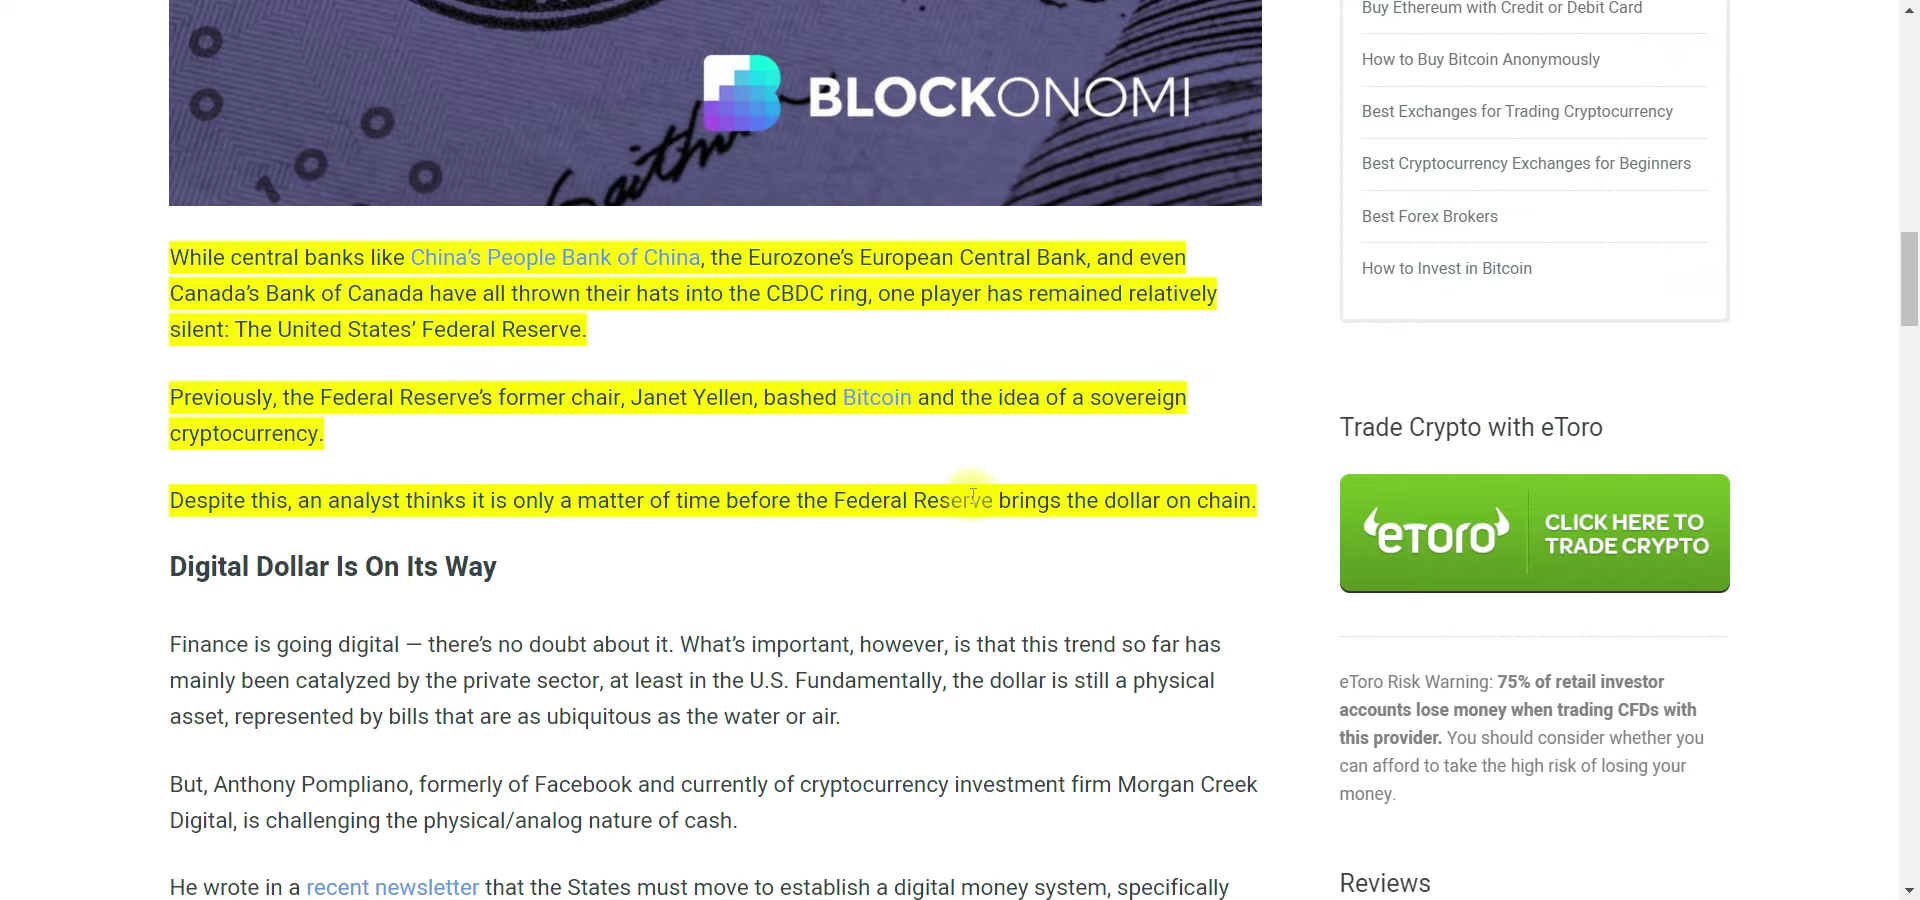 BLOCKONOMI
While central banks like China’s People Bank of China, the Eurozone’s European Central Bank, and even
Canada’s Bank of Canada have all thrown their hats into the CBDC ring, one player has remained relatively
silent: The United States’ Federal Reserve.
Previously, the Federal Reserve’s former chair, Janet Yellen, bashed Bitcoin and the idea of a sovereign
cryptocurrency.
Despite this, an analyst thinks it is only a matter of time before the Federal Reserve brings the dollar on chain.
Digital Dollar Is On Its Way
Finance is going digital — there’s no doubt about it. What’s important, however, is that this trend so far has
mainly been catalyzed by the private sector, at least in the U.S. Fundamentally, the dollar is still a physical
asset, represented by bills that are as ubiquitous as the water or air.
But, Anthony Pompliano, formerly of Facebook and currently of cryptocurrency investment firm Morgan Creek
Digital, is challenging the physical/analog nature of cash.
He wrote in a recent newsletter that the States must move to establish a digital money system, specifically
Buy Ethereum with Credit or Debit Card
How to Buy Bitcoin Anonymously
Best Exchanges for Trading Cryptocurrency
Best Cryptocurrency Exchanges for Beginners
Best Forex Brokers
How to Invest in Bitcoin
Trade Crypto with eToro
eToro
CLICK HERE TO
TRADE CRYPTO
eToro Risk Warning: 75% of retail investor
accounts lose money when trading CFDs with
this provider. You should consider whether you
can afford to take the high risk of losing your
money.
Reviews